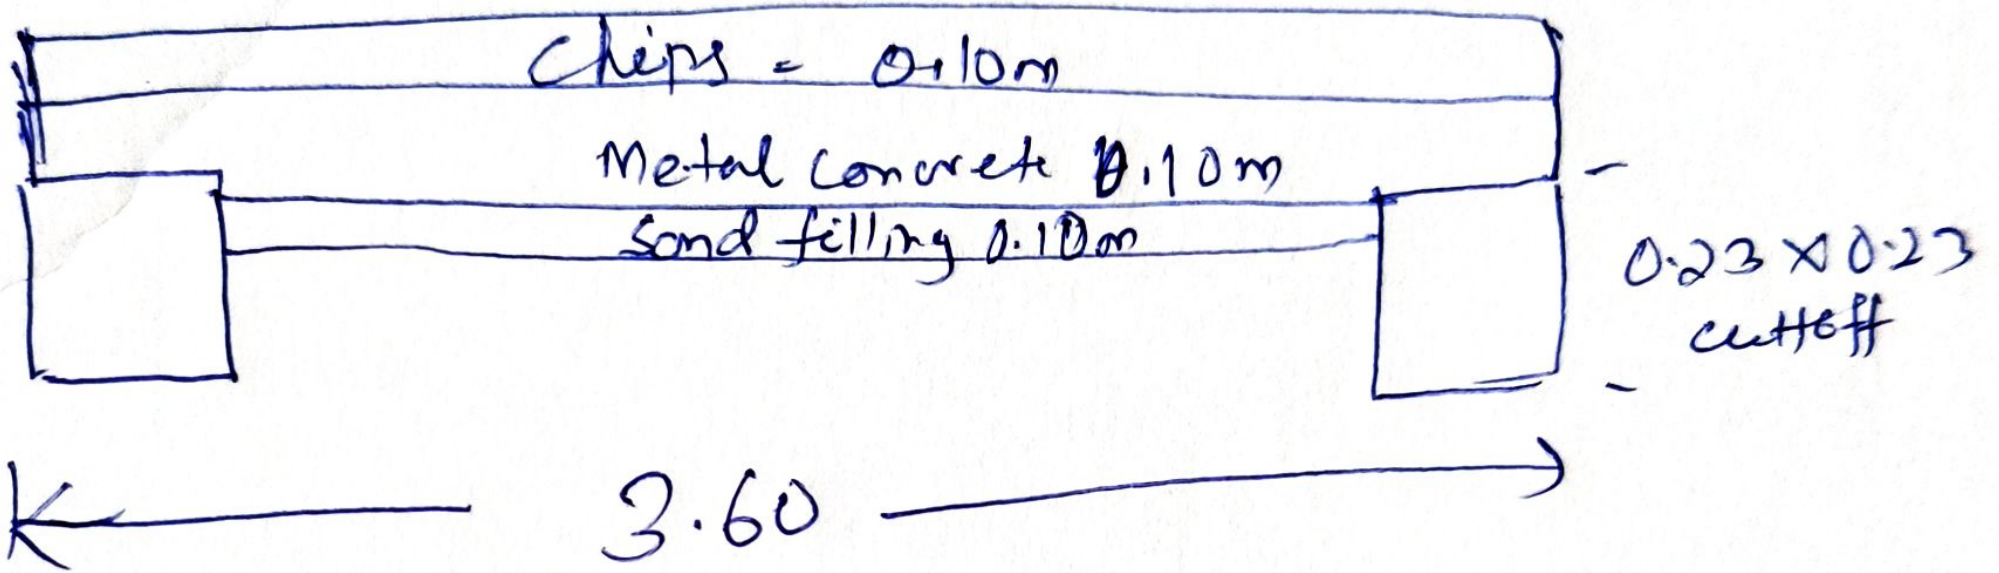 Chips - 0.10m
Metal concrete 0.10m
Sand filling 0.10m
0.23 X 0.23
cuttoff
3.60